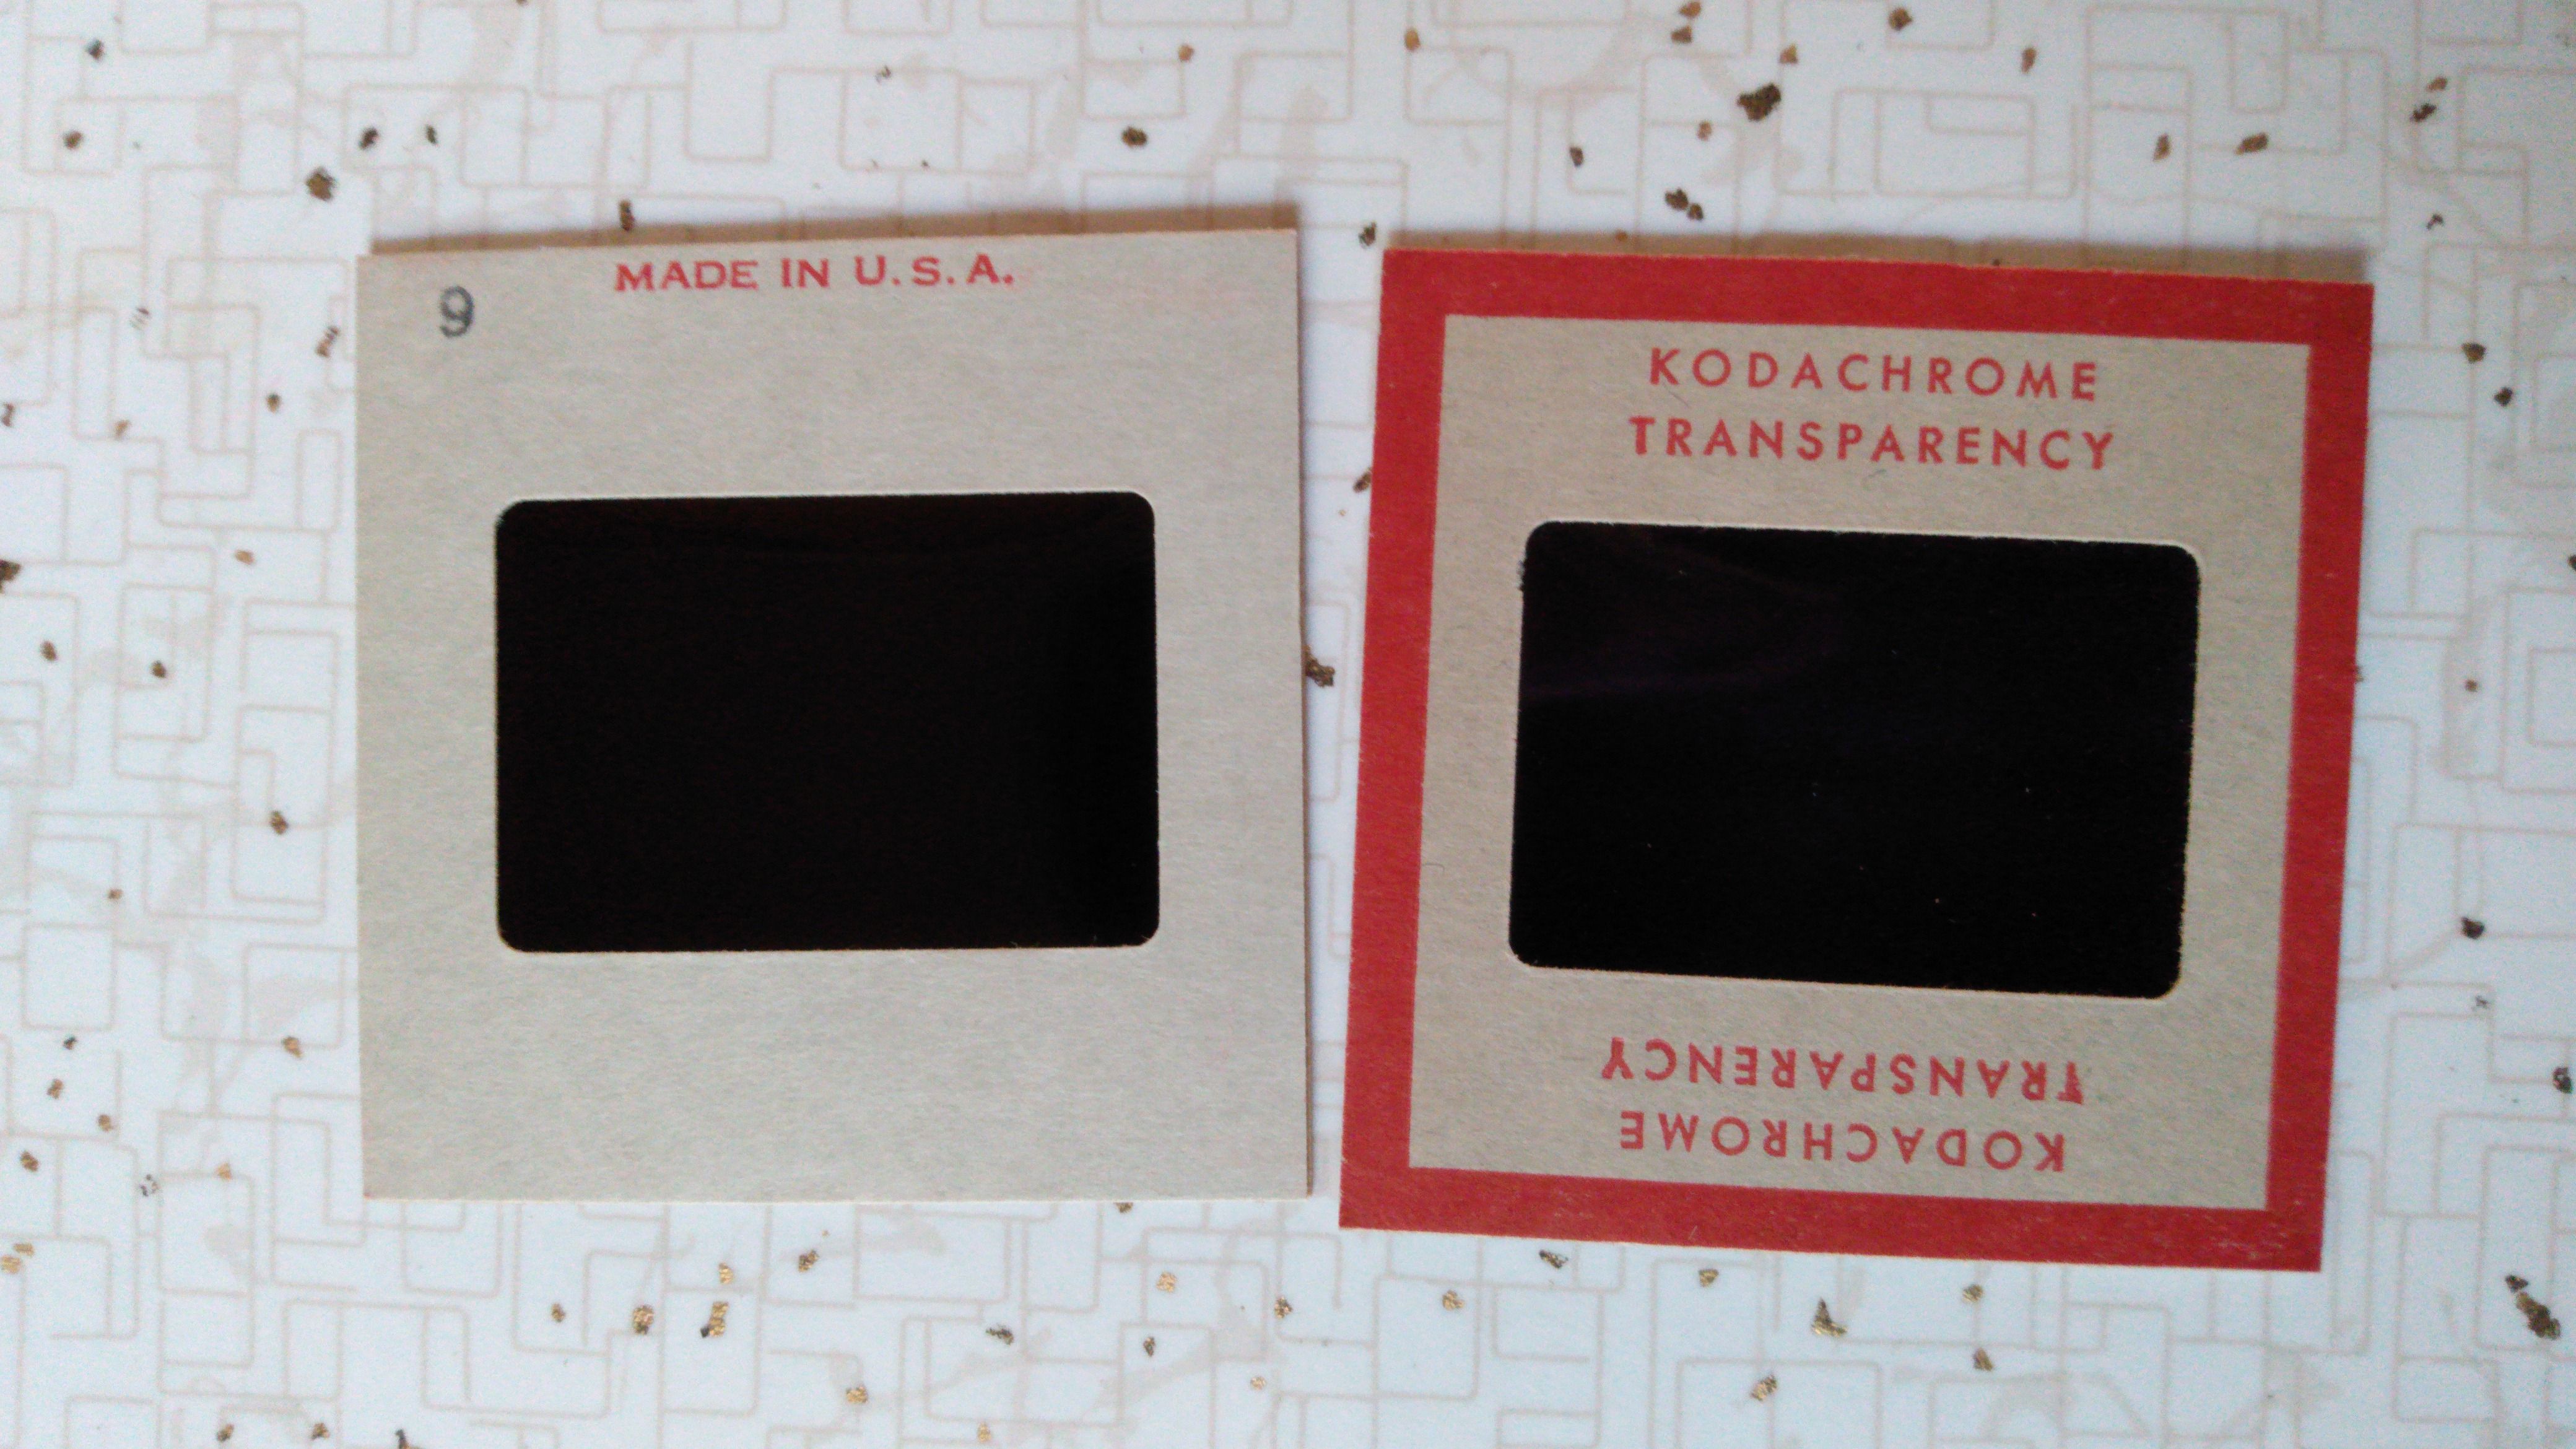 MADE IN U.S.A.
9
KODACHROME
TRANSPARENCY
KODACHROME
TRANSPARENCY